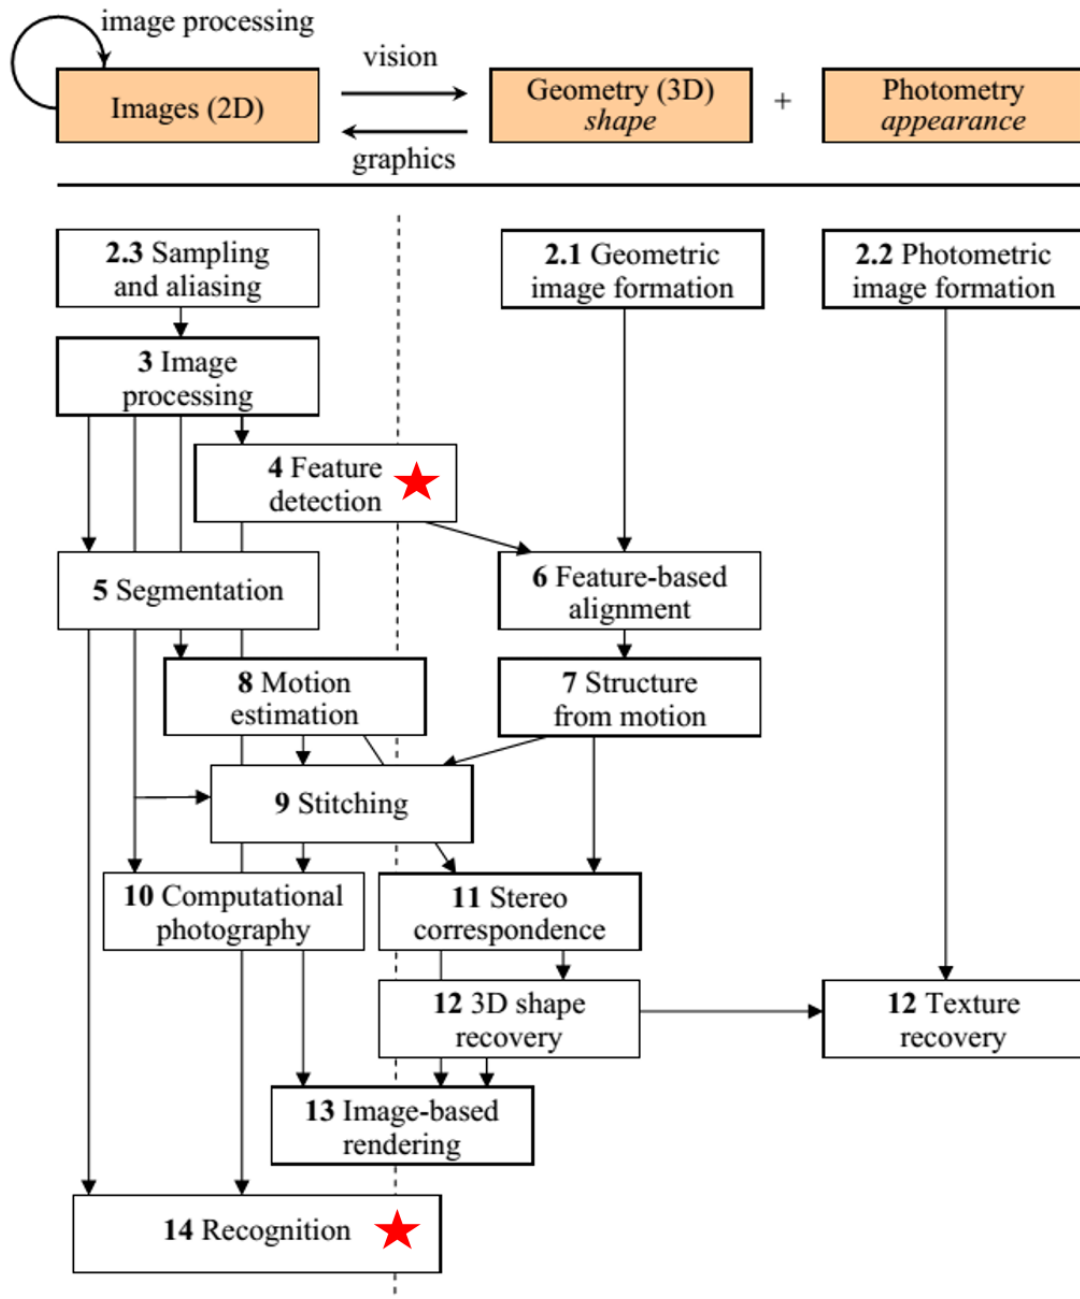 image processing
vision
Images (2D)
Geometry (3D)
shape
+
Photometry
appearance
graphics
2.3 Sampling
and aliasing
2.1 Geometric
image formation
2.2 Photometric
image formation
3 Image
processing
4 Feature
detection
5 Segmentation
6 Feature-based
alignment
8 Motion
estimation
7 Structure
from motion
9 Stitching
10 Computational
photography
11 Stereo
correspondence
12 3D shape
recovery
12 Texture
recovery
13 Image-based
rendering
14 Recognition